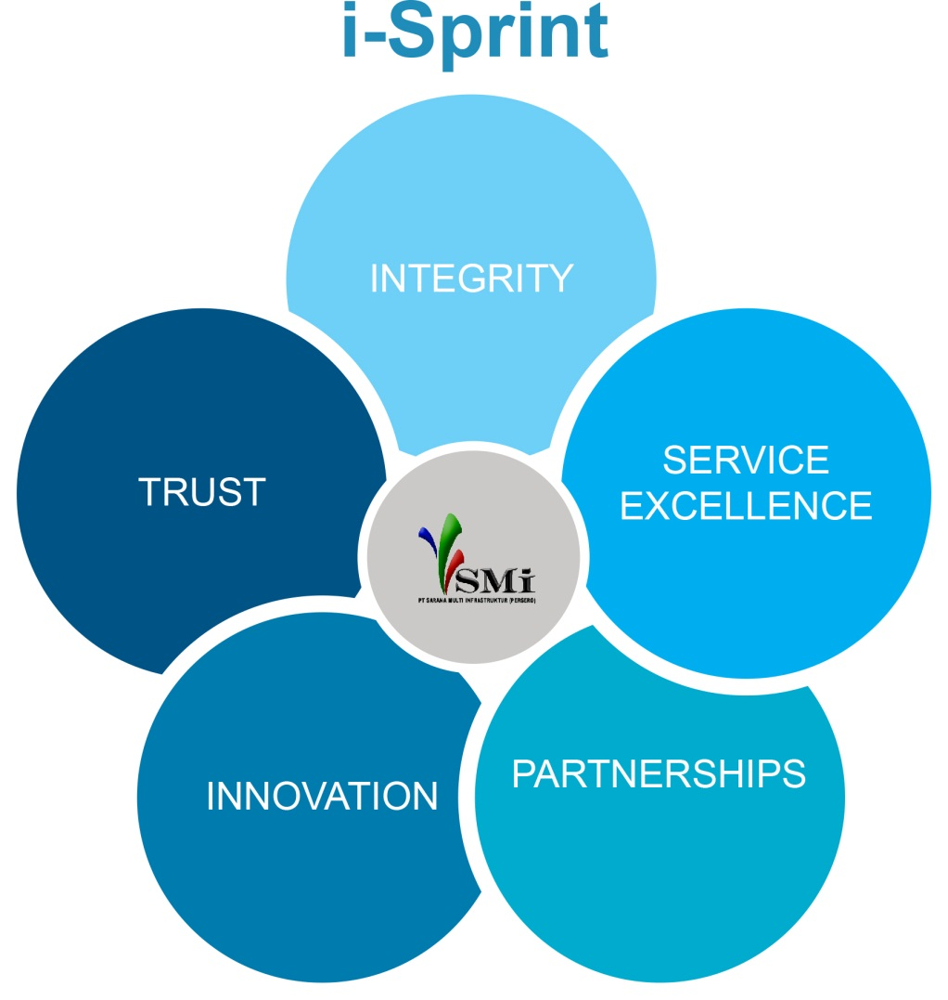 i-Sprint
INTEGRITY
SERVICE
EXCELLENCE
PARTNERSHIPS
INNOVATION
TRUST
SMi
PT SARANA MULTI INFRASTRUKTUR (PERSERO)